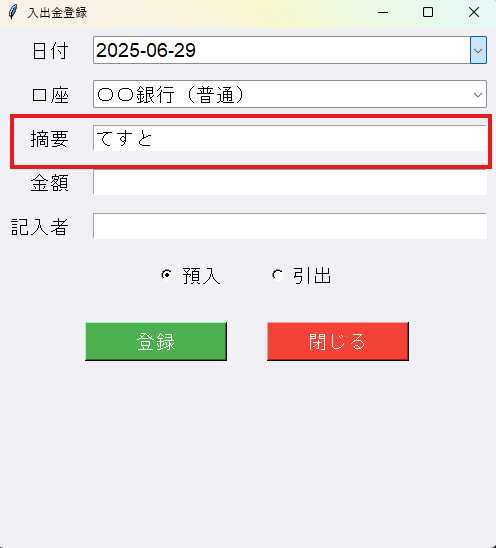 入出金登録
日付 2025-06-29
口座 〇〇銀行（普通）
摘要 てすと
金額
記入者
預入 引出
登録 閉じる